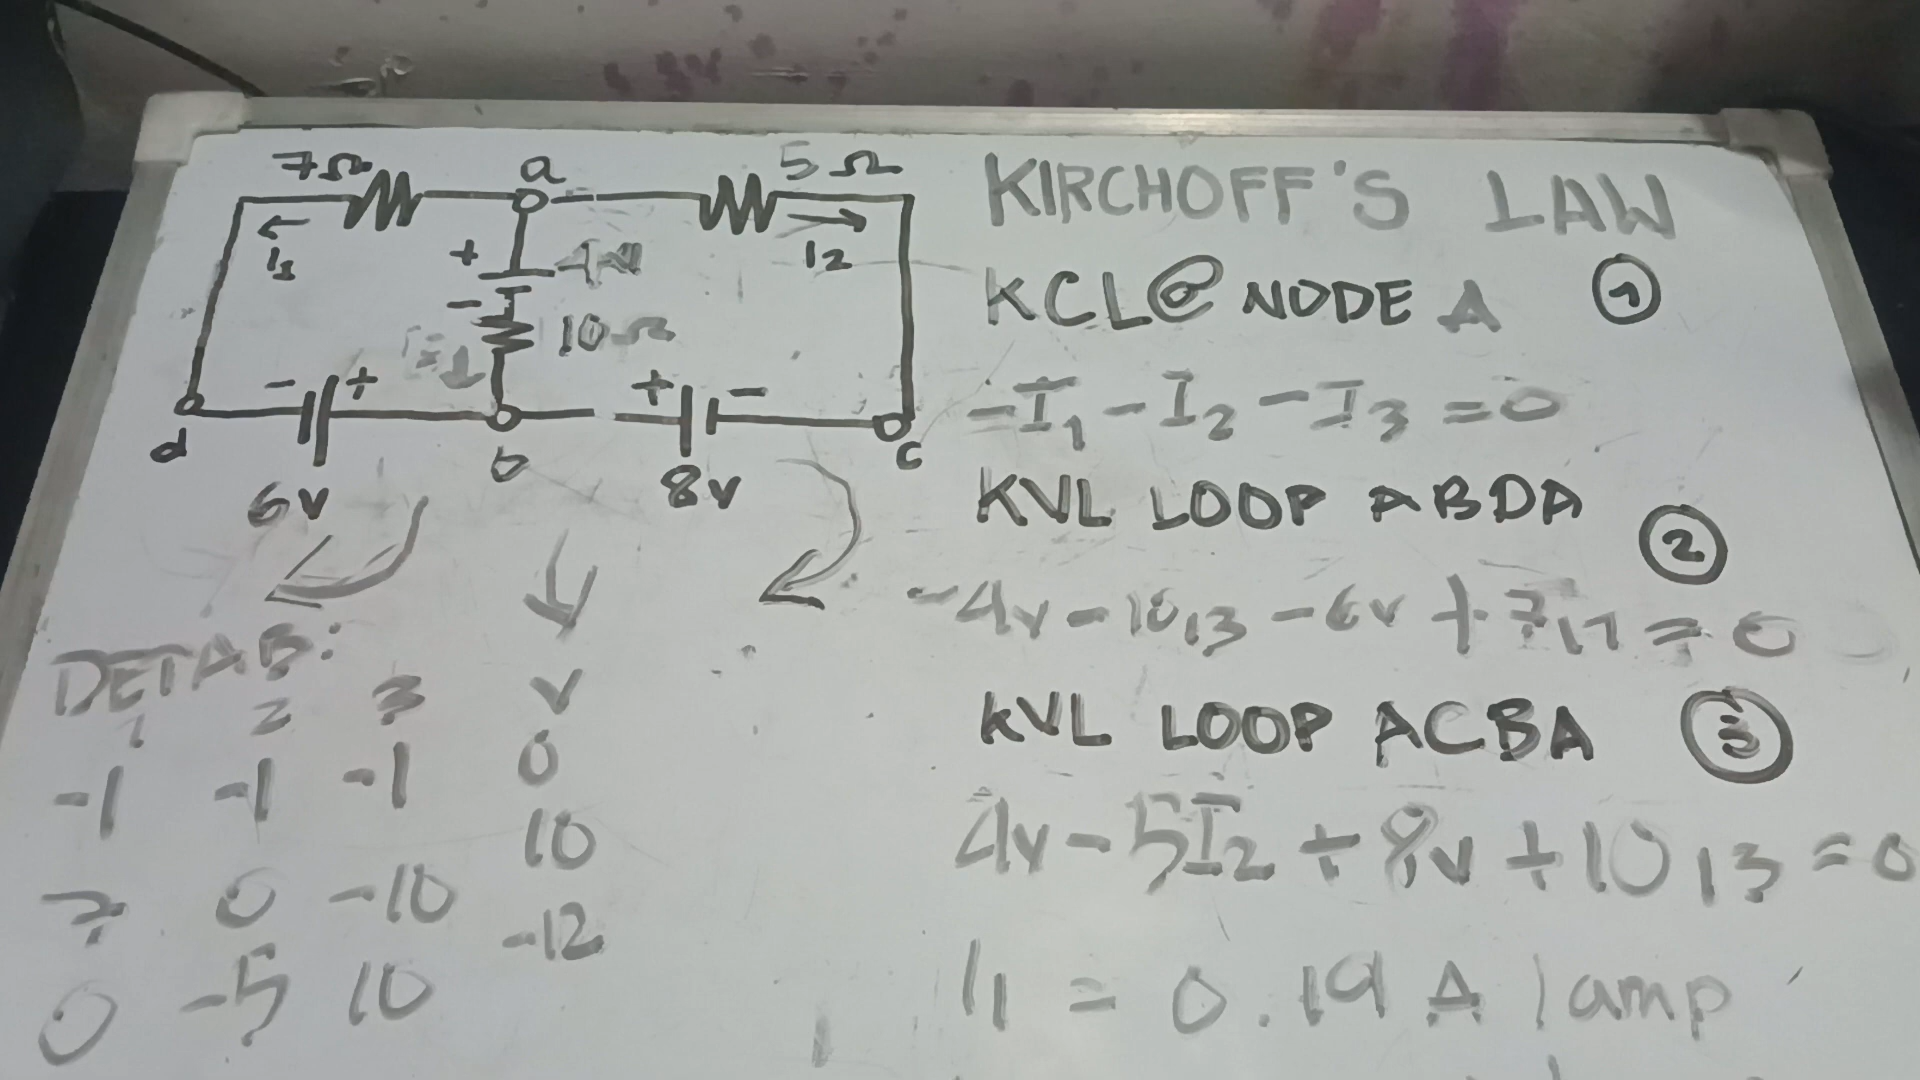 7Ω a 5Ω
I1 + 4V I2
- 10Ω
- + + -
d b c
6V 8V
KIRCHOFF'S LAW
KCL@ NODE A ①
-I1 - I2 - I3 = 0
KVL LOOP ABDA ②
-4V - 10I3 - 6V + 7I1 = 0
KVL LOOP ACBA ③
4V - 5I2 + 8V + 10I3 = 0
I1 = 0.19 A | amp
DETAB:
1 2 3 V
-1 -1 -1 0
7 0 -10 10
0 -5 10 -12